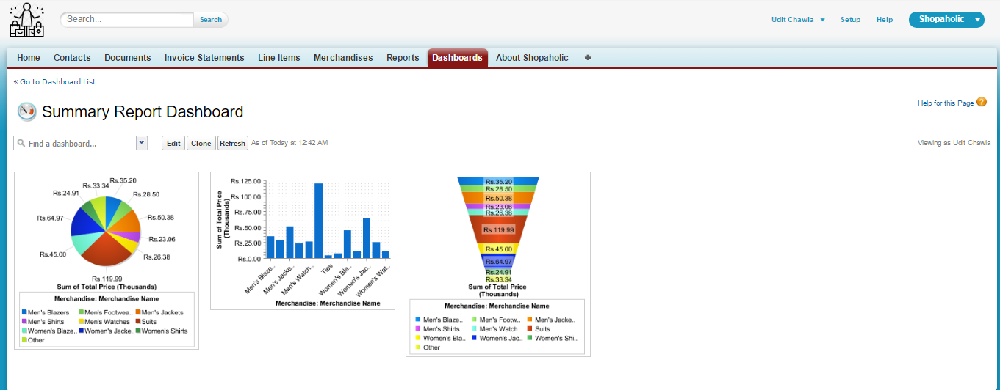 Search...
Search
Udit Chawla
Setup
Help
Shopaholic
Home
Contacts
Documents
Invoice Statements
Line Items
Merchandises
Reports
Dashboards
About Shopaholic
« Go to Dashboard List
Summary Report Dashboard
Help for this Page
Find a dashboard...
Edit
Clone
Refresh
As of Today at 12:42 AM
Viewing as Udit Chawla
Rs.35.20
Rs.33.34
Rs.24.91
Rs.28.50
Rs.64.97
Rs.50.38
Rs.23.06
Rs.45.00
Rs.26.38
Rs.119.99
Sum of Total Price (Thousands)
Merchandise: Merchandise Name
Men's Blazers
Men's Footwea..
Men's Jackets
Men's Shirts
Men's Watches
Suits
Women's Blaze..
Women's Jacke..
Women's Shirts
Other
Sum of Total Price
(Thousands)
Rs.125.00
Rs.100.00
Rs.75.00
Rs.50.00
Rs.25.00
Rs.0.00
Men's Blaze..
Men's Jacke..
Men's Watch..
Ties
Women's Bla..
Women's Jac..
Women's Wat..
Merchandise: Merchandise Name
Rs.35.20
Rs.28.50
Rs.50.38
Rs.23.06
Rs.26.38
Rs.119.99
Rs.45.00
Rs.64.97
Rs.24.91
Rs.33.34
Sum of Total Price
(Thousands)
Merchandise: Merchandise Name
Men's Blaze..
Men's Footw..
Men's Jacke..
Men's Shirts
Men's Watch..
Suits
Women's Bla..
Women's Jac..
Women's Shi..
Other